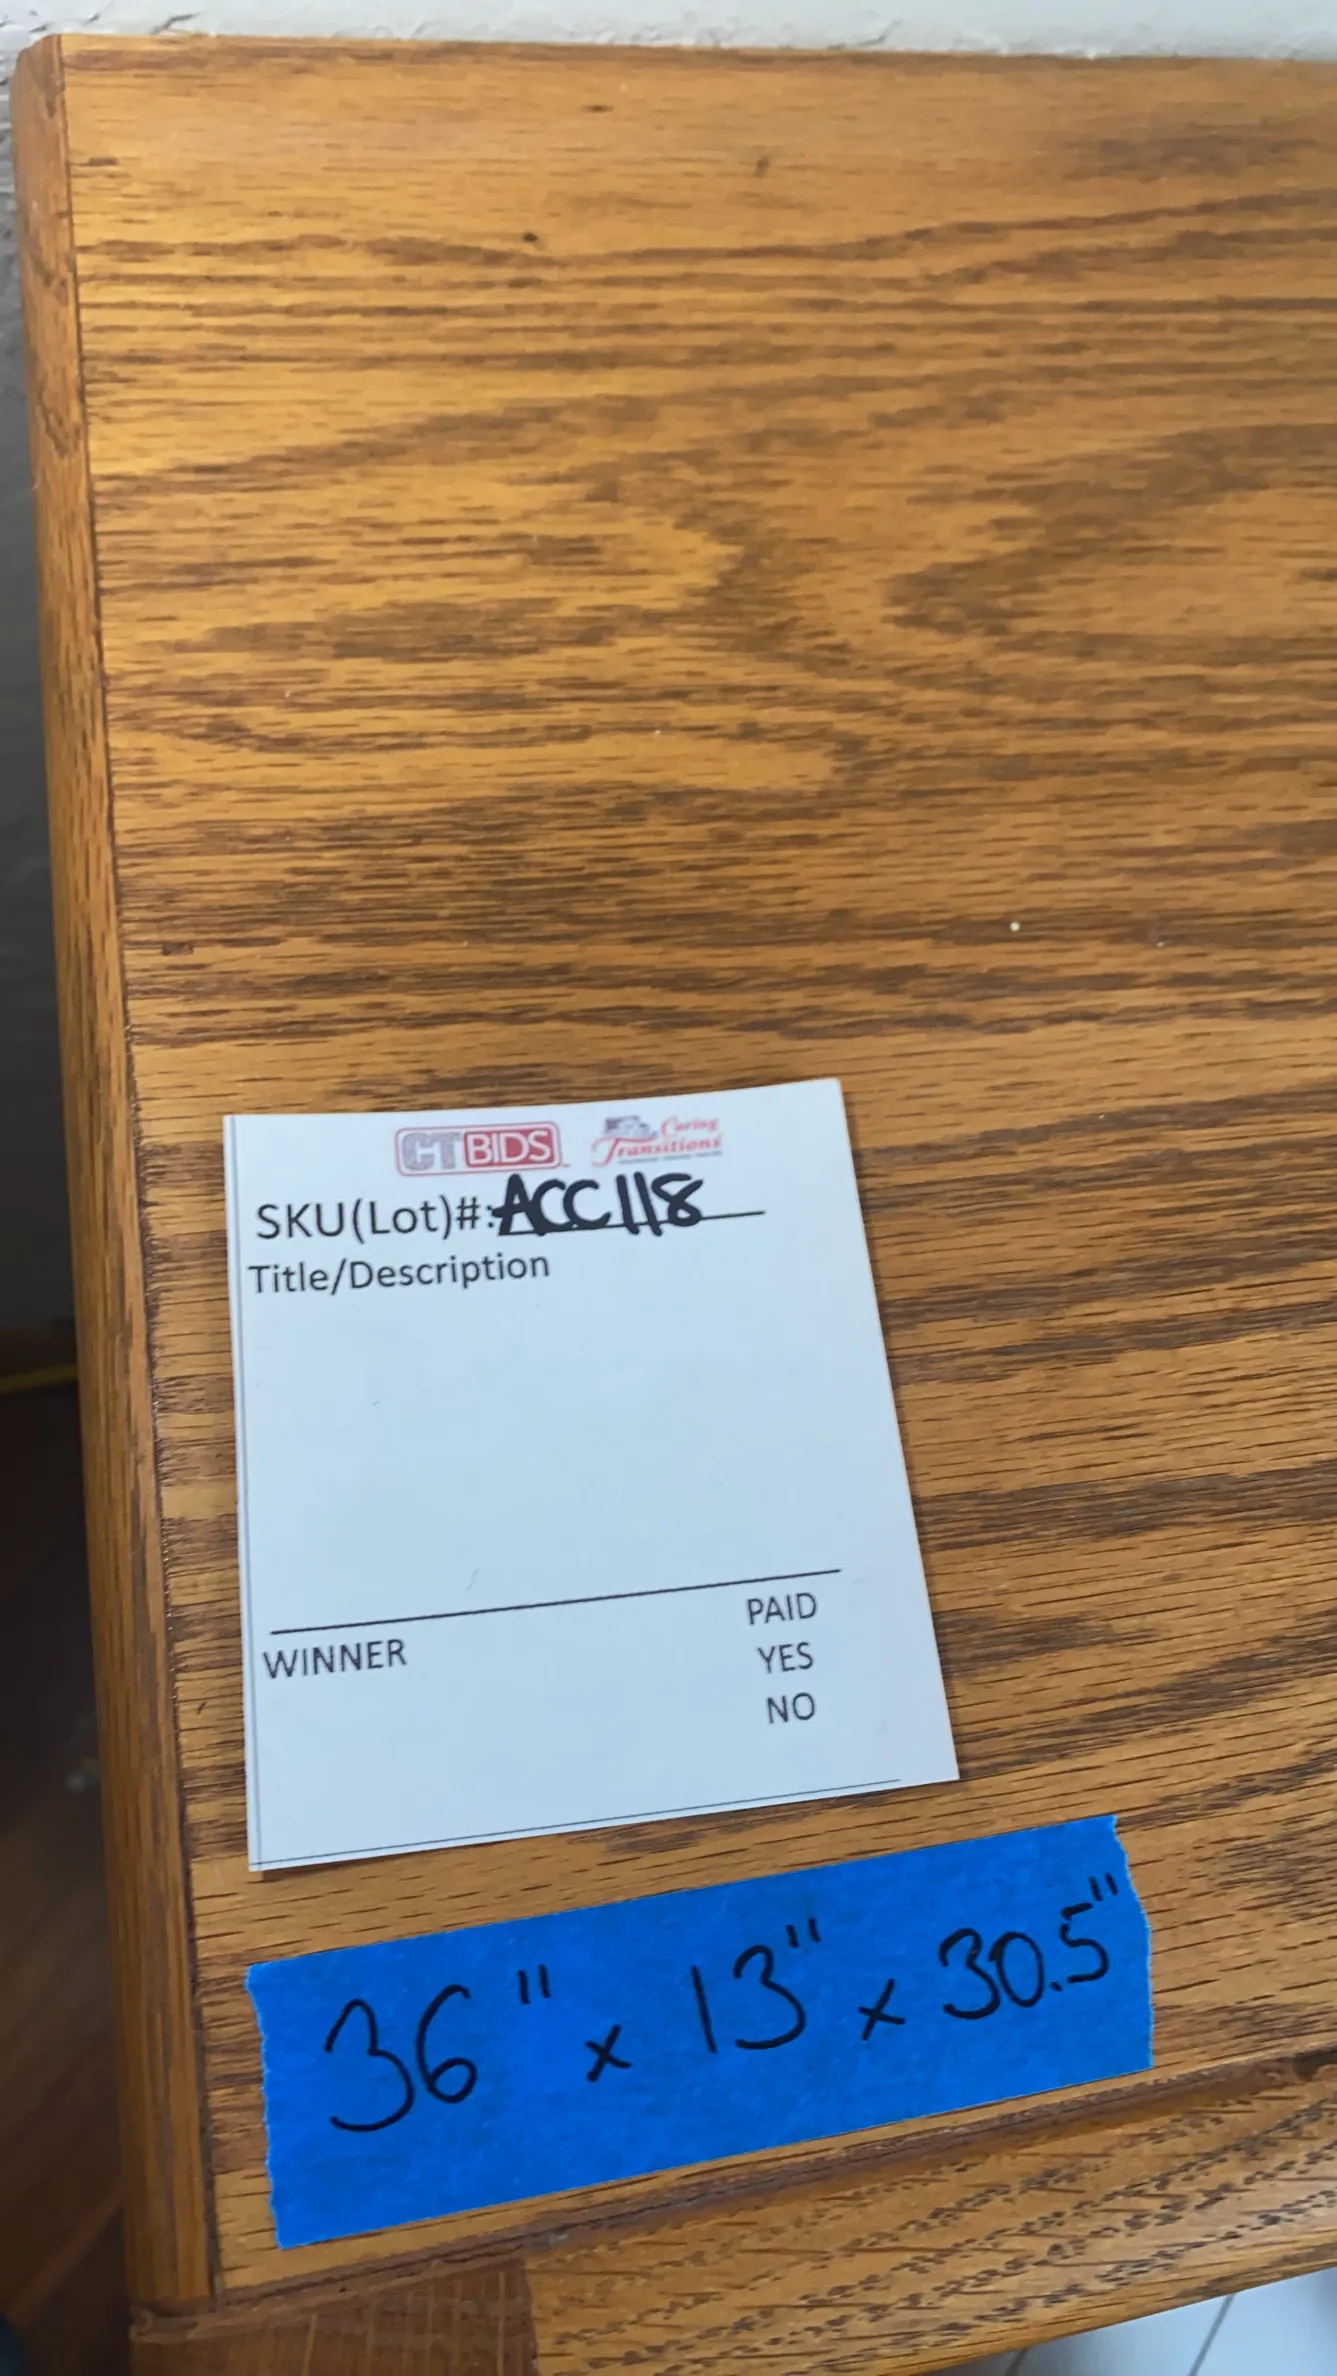 CTBIDS Caring Transitions
SKU(Lot)#: ACC118
Title/Description
WINNER PAID
YES
NO
36" x 13" x 30.5"